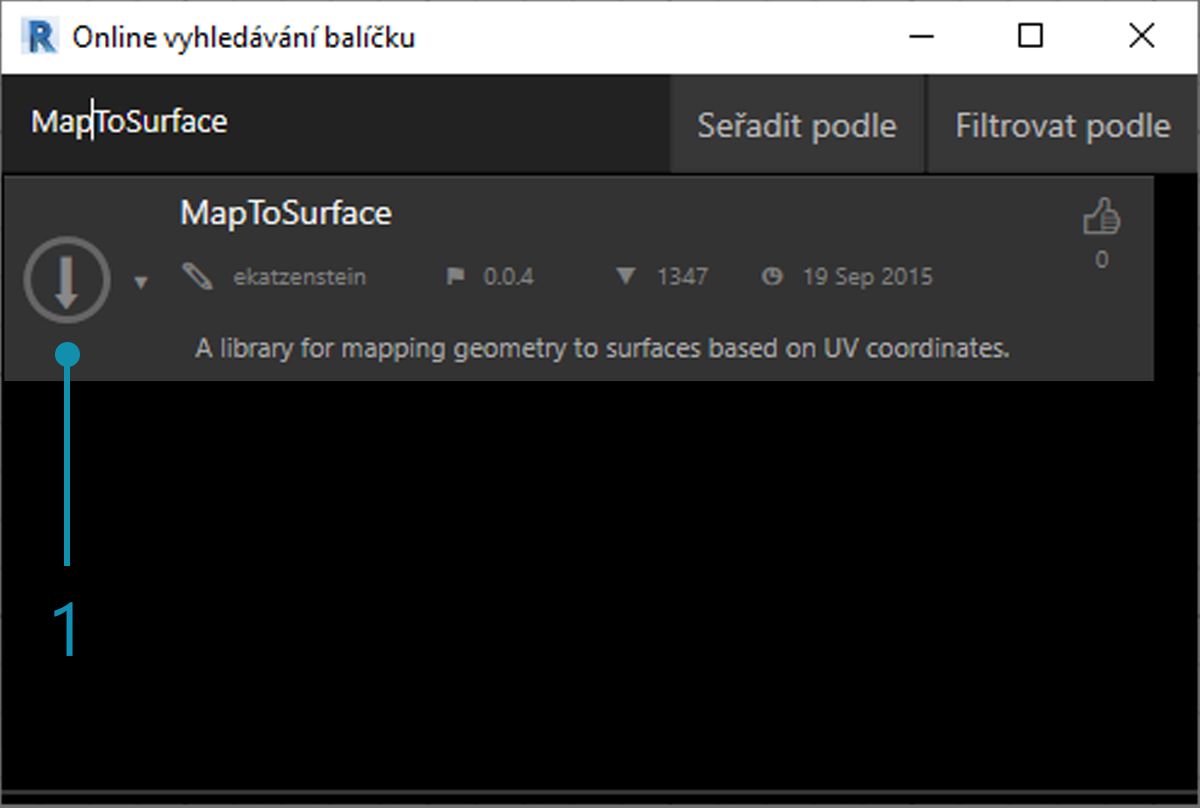 Online vyhledávání balíčku
MapToSurface
Seřadit podle
Filtrovat podle
MapToSurface
ekatzenstein 0.0.4 1347 19 Sep 2015
0
A library for mapping geometry to surfaces based on UV coordinates.
1